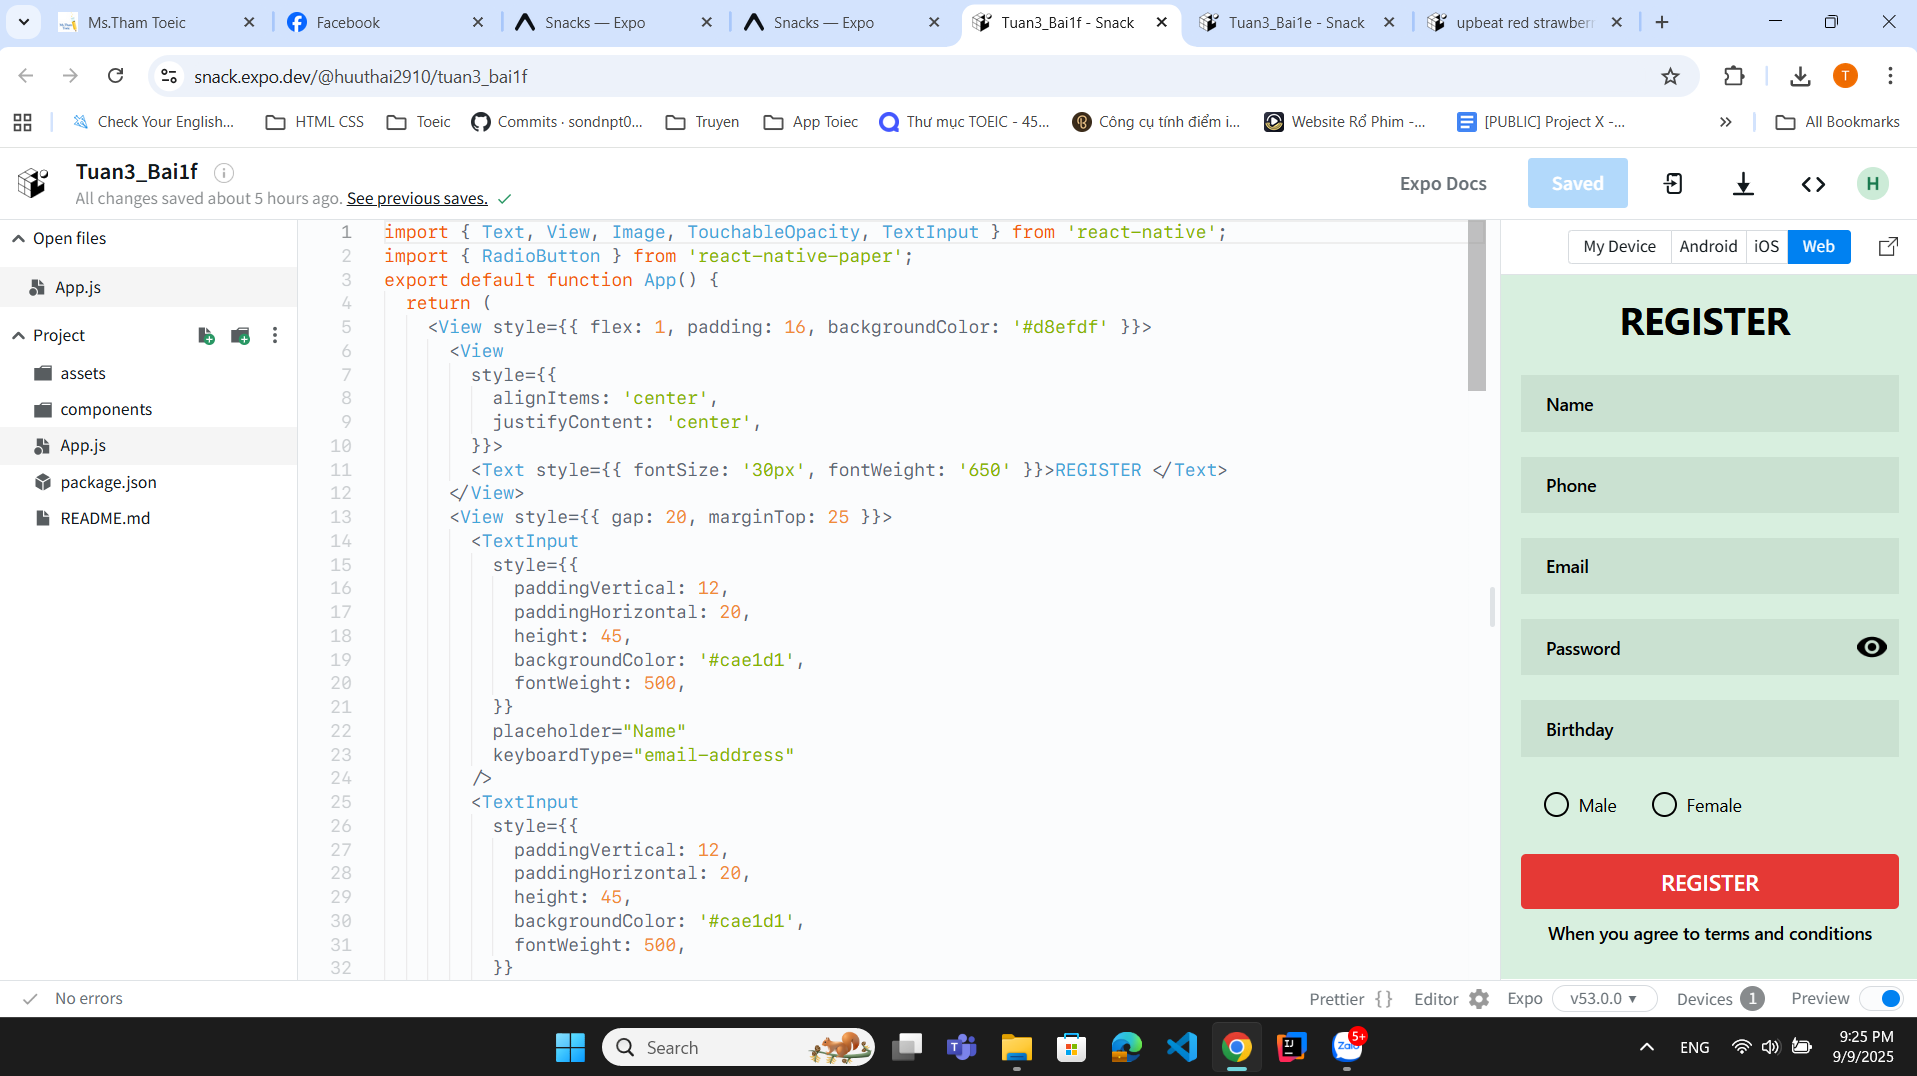 Ms.Tham Toeic
Facebook
Snacks — Expo
Snacks — Expo
Tuan3_Bai1f - Snack
Tuan3_Bai1e - Snack
upbeat red strawberr
snack.expo.dev/@huuthai2910/tuan3_bai1f
T
Check Your English...
HTML CSS
Toeic
Commits · sondnpt0...
Truyen
App Toiec
Thư mục TOEIC - 45...
Công cụ tính điểm i...
Website Rổ Phim -...
[PUBLIC] Project X -...
All Bookmarks
Tuan3_Bai1f
All changes saved about 5 hours ago. See previous saves.
Expo Docs
Saved
H
Open files
App.js
Project
assets
components
App.js
package.json
README.md
1 import { Text, View, Image, TouchableOpacity, TextInput } from 'react-native';
2 import { RadioButton } from 'react-native-paper';
3 export default function App() {
4 return (
5 <View style={{ flex: 1, padding: 16, backgroundColor: '#d8efdf' }}>
6 <View
7 style={{
8 alignItems: 'center',
9 justifyContent: 'center',
10 }}>
11 <Text style={{ fontSize: '30px', fontWeight: '650' }}>REGISTER </Text>
12 </View>
13 <View style={{ gap: 20, marginTop: 25 }}>
14 <TextInput
15 style={{
16 paddingVertical: 12,
17 paddingHorizontal: 20,
18 height: 45,
19 backgroundColor: '#cae1d1',
20 fontWeight: 500,
21 }}
22 placeholder="Name"
23 keyboardType="email-address"
24 />
25 <TextInput
26 style={{
27 paddingVertical: 12,
28 paddingHorizontal: 20,
29 height: 45,
30 backgroundColor: '#cae1d1',
31 fontWeight: 500,
32 }}
My Device
Android
iOS
Web
REGISTER
Name
Phone
Email
Password
Birthday
Male
Female
REGISTER
When you agree to terms and conditions
No errors
Prettier { }
Editor
Expo
v53.0.0
Devices 1
Preview
Search
Zalo
5+
ENG
9:25 PM
9/9/2025